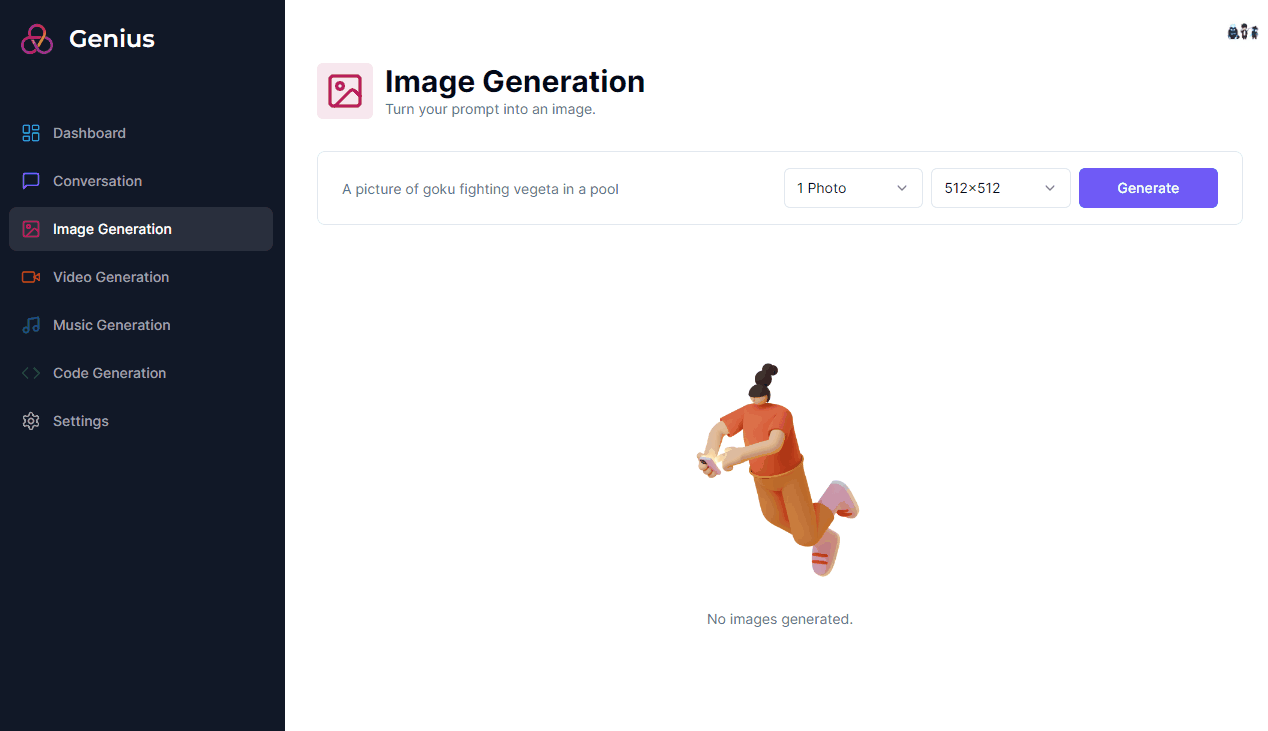 Genius
Dashboard
Conversation
Image Generation
Video Generation
Music Generation
Code Generation
Settings
Image Generation
Turn your prompt into an image.
A picture of goku fighting vegeta in a pool
1 Photo
512×512
Generate
No images generated.